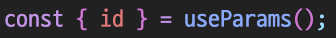 const { id } = useParams();